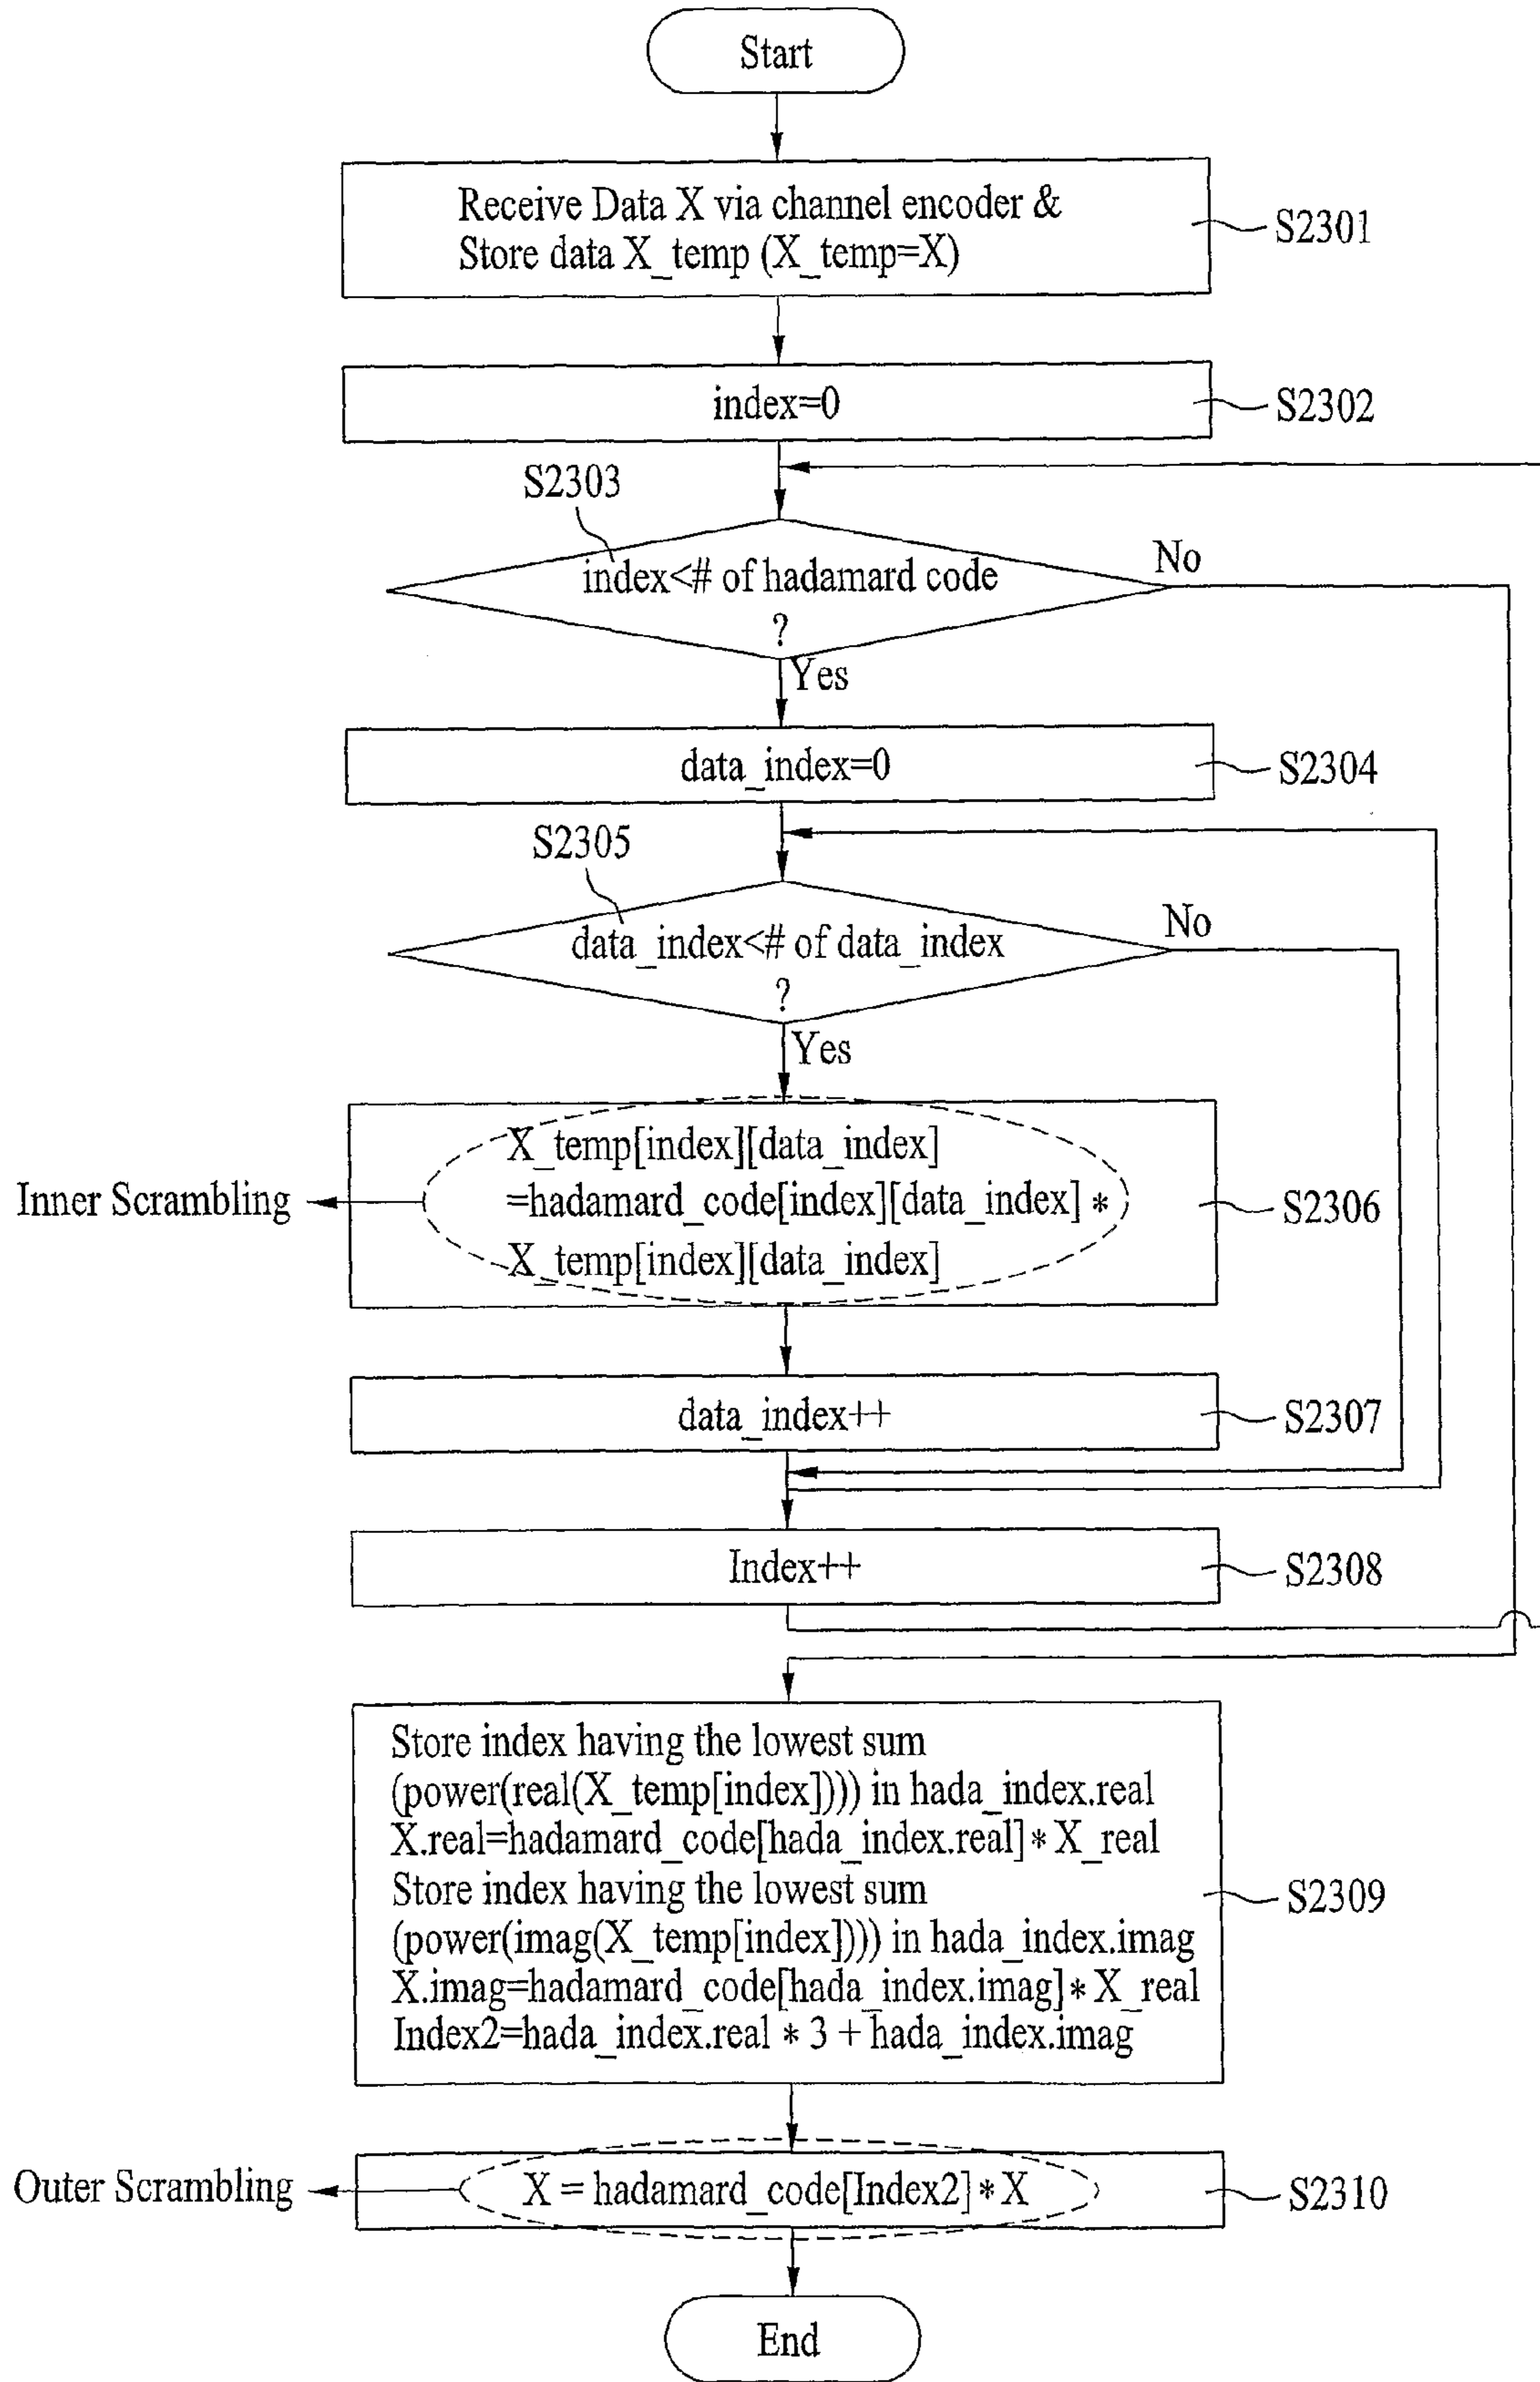 Start
Receive Data X via channel encoder &
Store data X_temp (X_temp=X)
S2301
index=0
S2302
S2303
index<# of hadamard code
?
No
Yes
data_index=0
S2304
S2305
data_index<# of data_index
?
No
Yes
X_temp[index][data_index]
=hadamard_code[index][data_index] *
X_temp[index][data_index]
Inner Scrambling
S2306
data_index++
S2307
Index++
S2308
Store index having the lowest sum
(power(real(X_temp[index]))) in hada_index.real
X.real=hadamard_code[hada_index.real] * X_real
Store index having the lowest sum
(power(imag(X_temp[index]))) in hada_index.imag
X.imag=hadamard_code[hada_index.imag] * X_real
Index2=hada_index.real * 3 + hada_index.imag
S2309
Outer Scrambling
X = hadamard_code[Index2] * X
S2310
End